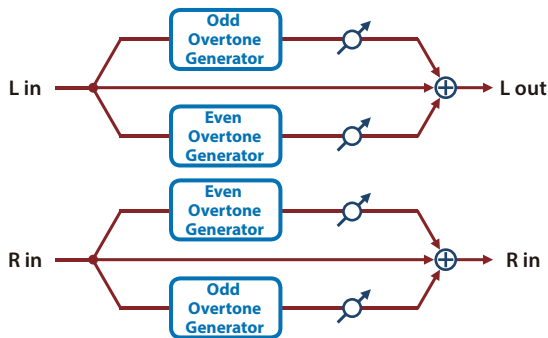 Odd
Overtone
Generator
L in
L out
Even
Overtone
Generator
Even
Overtone
Generator
R in
R in
Odd
Overtone
Generator